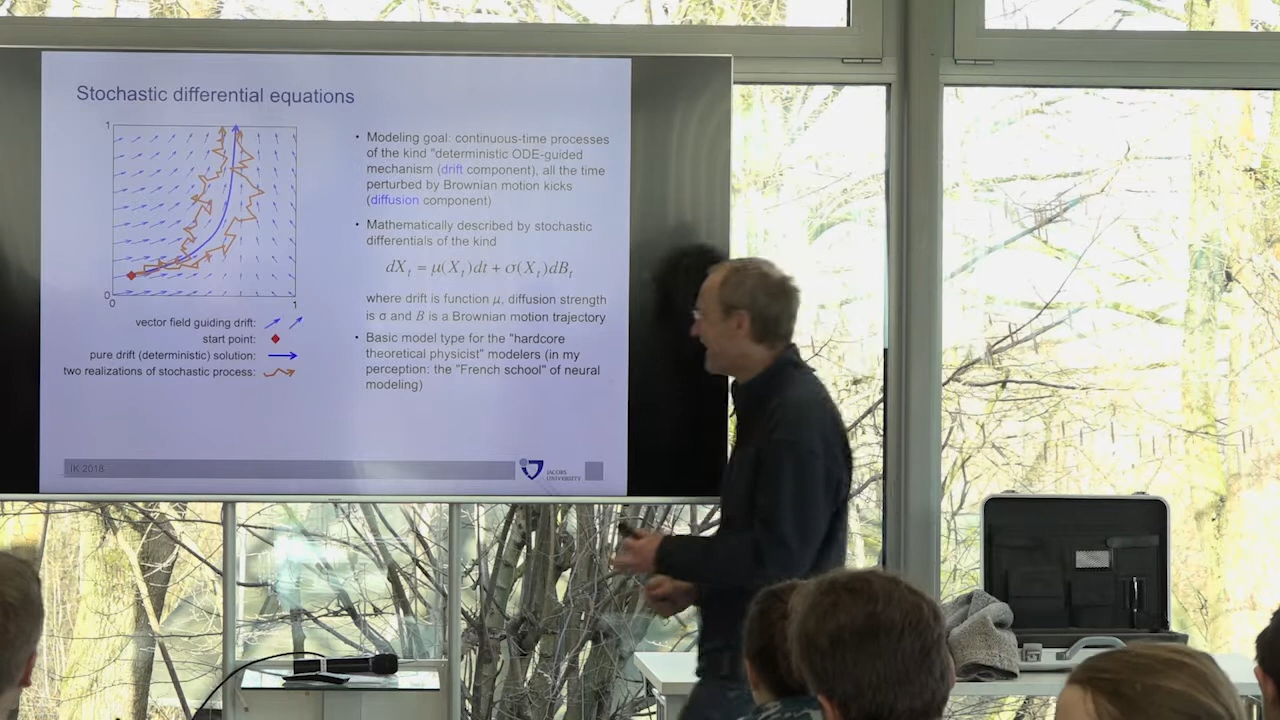 Stochastic differential equations
1
0
0
1
vector field guiding drift:
start point:
pure drift (deterministic) solution:
two realizations of stochastic process:
• Modeling goal: continuous-time processes
of the kind "deterministic ODE-guided
mechanism (drift component), all the time
perturbed by Brownian motion kicks
(diffusion component)
• Mathematically described by stochastic
differentials of the kind
dXₜ = μ(Xₜ)dt + σ(Xₜ)dBₜ
where drift is function μ, diffusion strength
is σ and B is a Brownian motion trajectory
• Basic model type for the "hardcore
theoretical physicist" modelers (in my
perception: the "French school" of neural
modeling)
IK 2018
JACOBS
UNIVERSITY